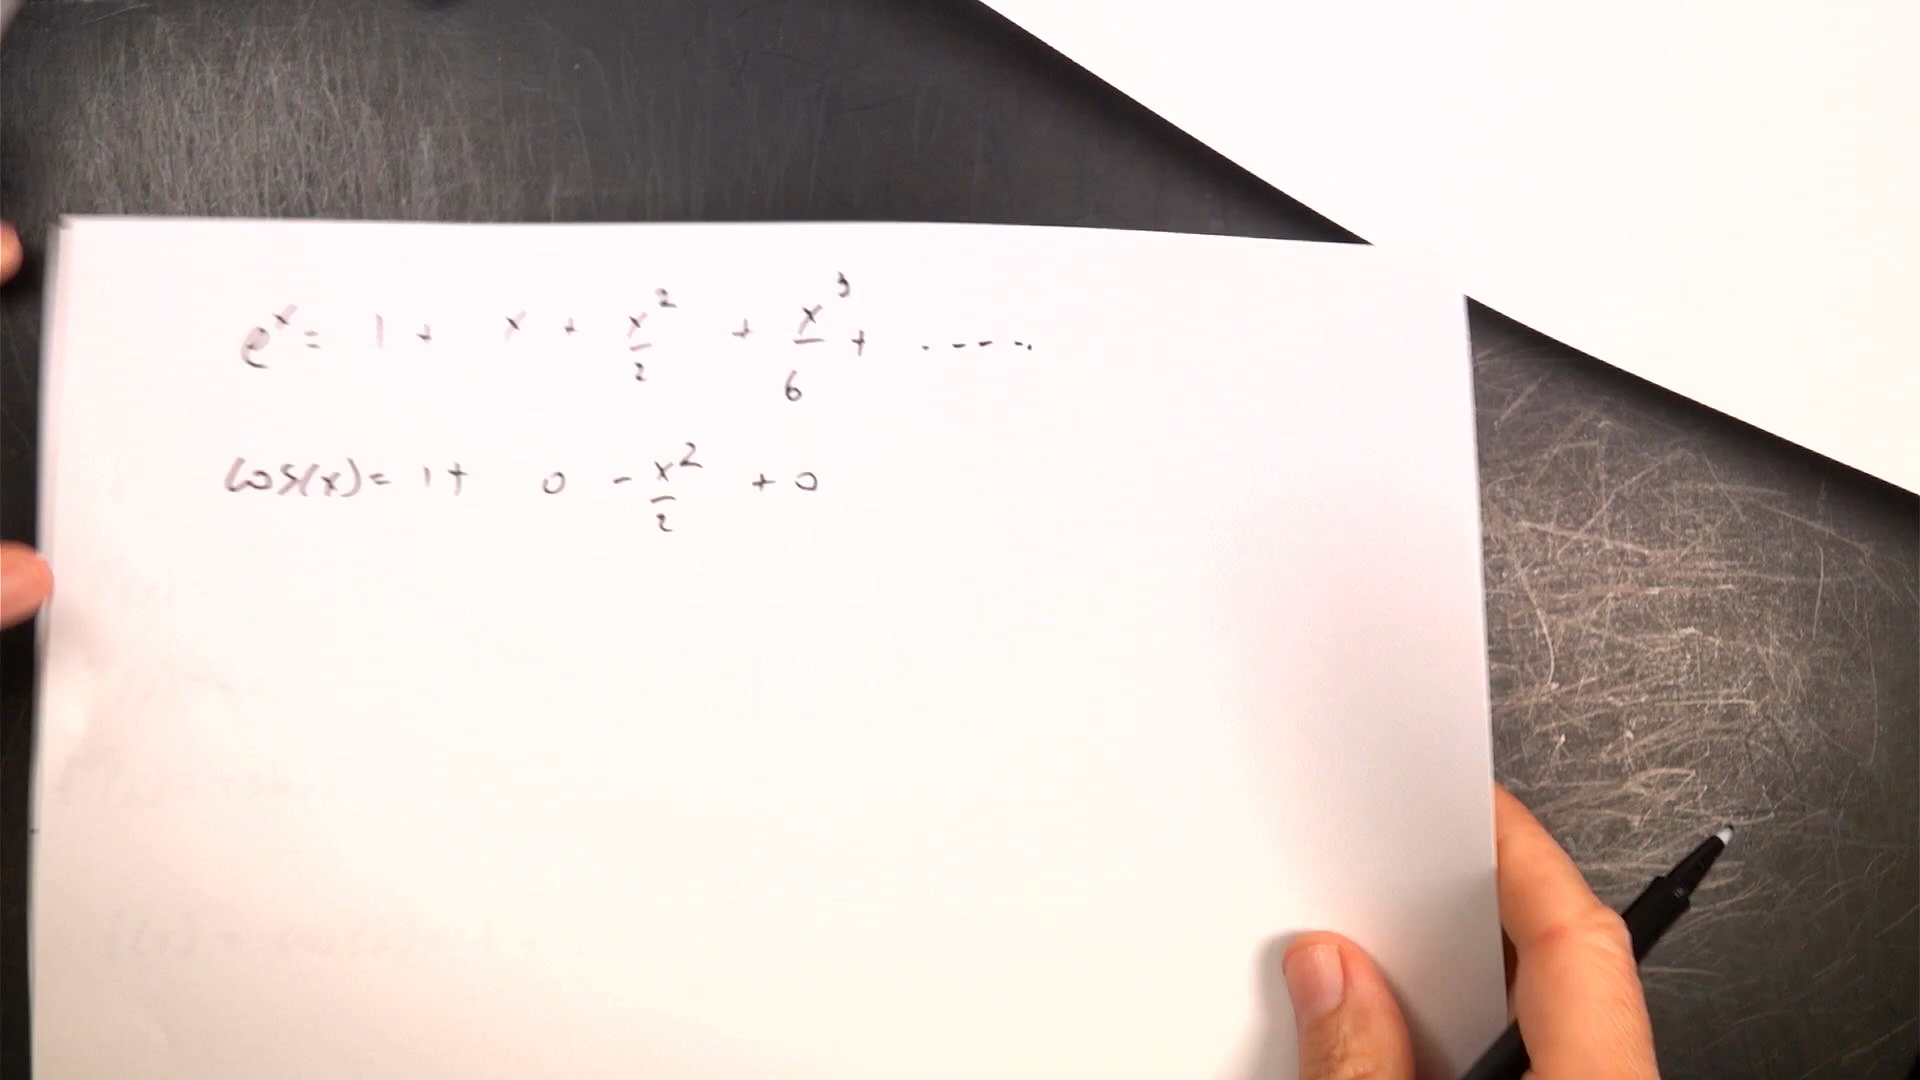 e^x = 1 + x + x^2/2 + x^3/6 + .----.
cos(x) = 1 + 0 - x^2/2 + 0